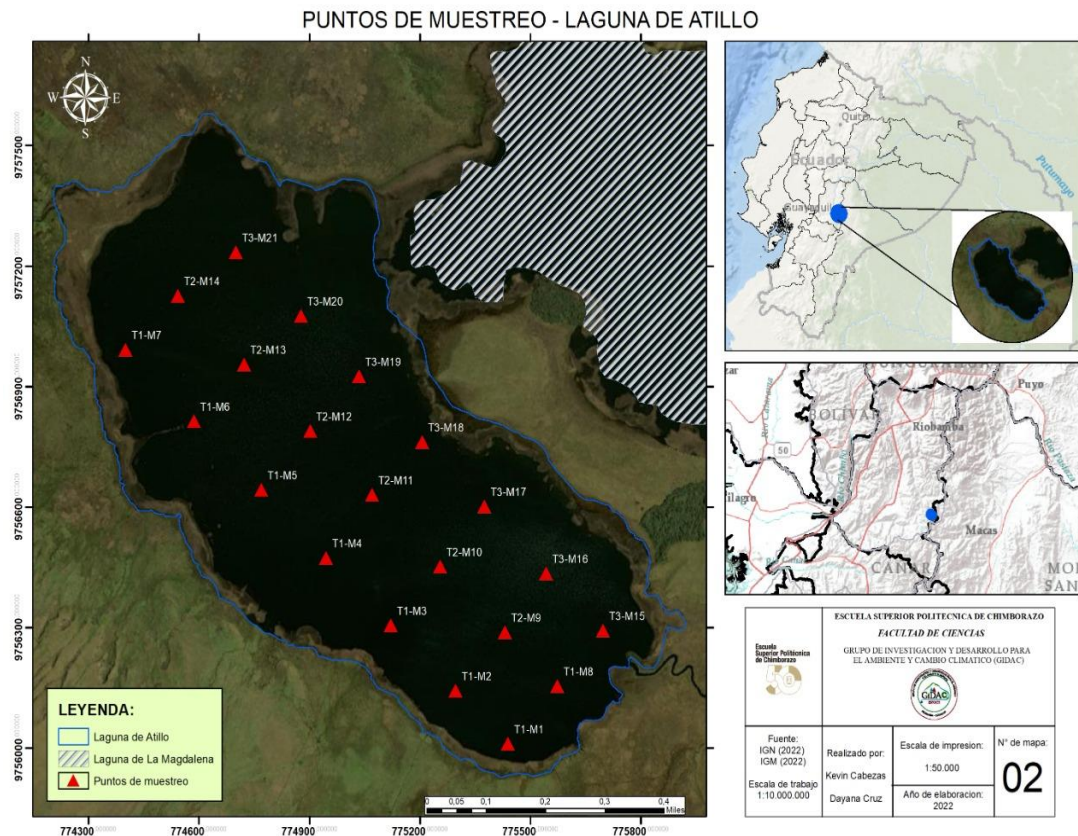 PUNTOS DE MUESTREO - LAGUNA DE ATILLO
N
W E
S
9757500
9757200
9756900
9756600
9756300
9756000
T3-M21
T2-M14
T3-M20
T1-M7
T2-M13
T3-M19
T1-M6
T2-M12
T3-M18
T1-M5
T2-M11
T3-M17
T1-M4
T2-M10
T3-M16
T1-M3
T2-M9
T3-M15
T1-M2
T1-M8
T1-M1
LEYENDA:
Laguna de Atillo
Laguna de La Magdalena
Puntos de muestreo
0 0,05 0,1 0,2 0,3 0,4
Miles
774300 774600 774900 775200 775500 775800
Quito
Ecuador
Guayaquil
Putumayo
Puyo
BOLIVAR
Riobamba
50
Macas
CAÑAR
SAN
Escuela
Superior Politécnica
de Chimborazo
50
ESCUELA SUPERIOR POLITECNICA DE CHIMBORAZO
FACULTAD DE CIENCIAS
GRUPO DE INVESTIGACION Y DESARROLLO PARA
EL AMBIENTE Y CAMBIO CLIMATICO (GIDAC)
GIDAC
Fuente:
IGN (2022)
IGM (2022)
Escala de trabajo
1:10.000.000
Realizado por:
Kevin Cabezas
Dayana Cruz
Escala de impresion:
1:50.000
Año de elaboracion:
2022
N° de mapa:
02